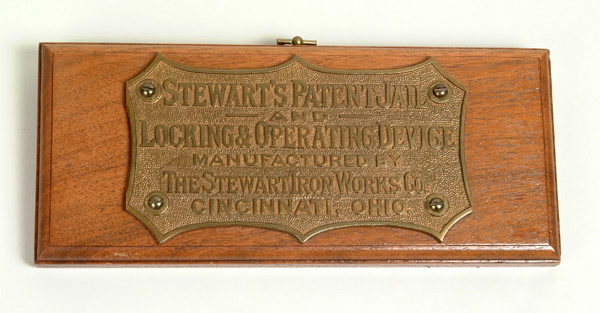 STEWART'S PATENT JAIL
AND
LOCKING & OPERATING DEVICE
MANUFACTURED BY
THE STEWART IRON WORKS CO.
CINCINNATI, OHIO.